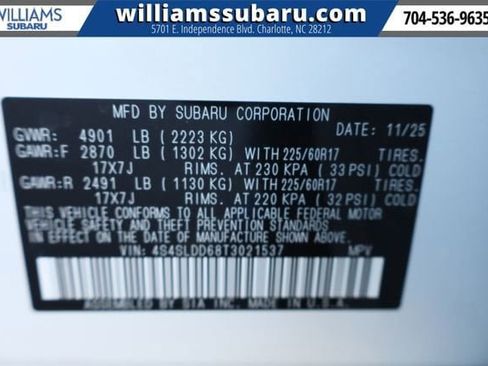 WILLIAMS
SUBARU
williamssubaru.com
5701 E. Independence Blvd. Charlotte, NC 28212
704-536-9635
MFD BY SUBARU CORPORATION
GVWR: 4901 LB (2223 KG) DATE: 11/25
GAWR:F 2870 LB (1302 KG) WITH 225/60R17 TIRES.
17X7J RIMS. AT 230 KPA (33 PSI) COLD
GAWR:R 2491 LB (1130 KG) WITH 225/60R17 TIRES.
17X7J RIMS. AT 220 KPA (32 PSI) COLD
THIS VEHICLE CONFORMS TO ALL APPLICABLE FEDERAL MOTOR
VEHICLE SAFETY AND THEFT PREVENTION STANDARDS
IN EFFECT ON THE DATE OF MANUFACTURE SHOWN ABOVE.
VIN: 4S4SLDD68T3021537 MPV
ASSEMBLED BY SIA INC. MADE IN U.S.A.